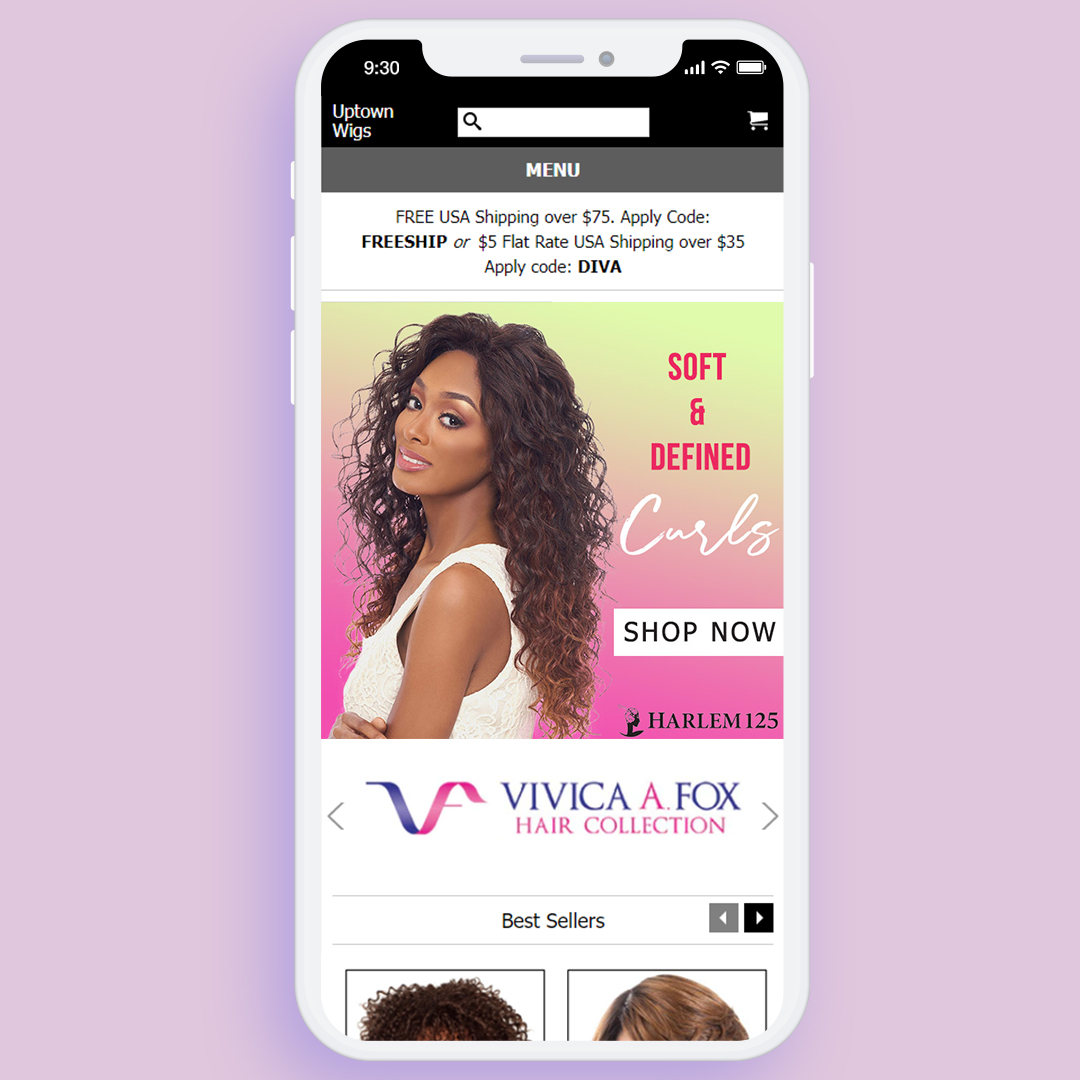 9:30
Uptown
Wigs
MENU
FREE USA Shipping over $75. Apply Code:
FREESHIP or $5 Flat Rate USA Shipping over $35
Apply code: DIVA
SOFT
&
DEFINED
Curls
SHOP NOW
HARLEM125
VF VIVICA A. FOX
HAIR COLLECTION
Best Sellers